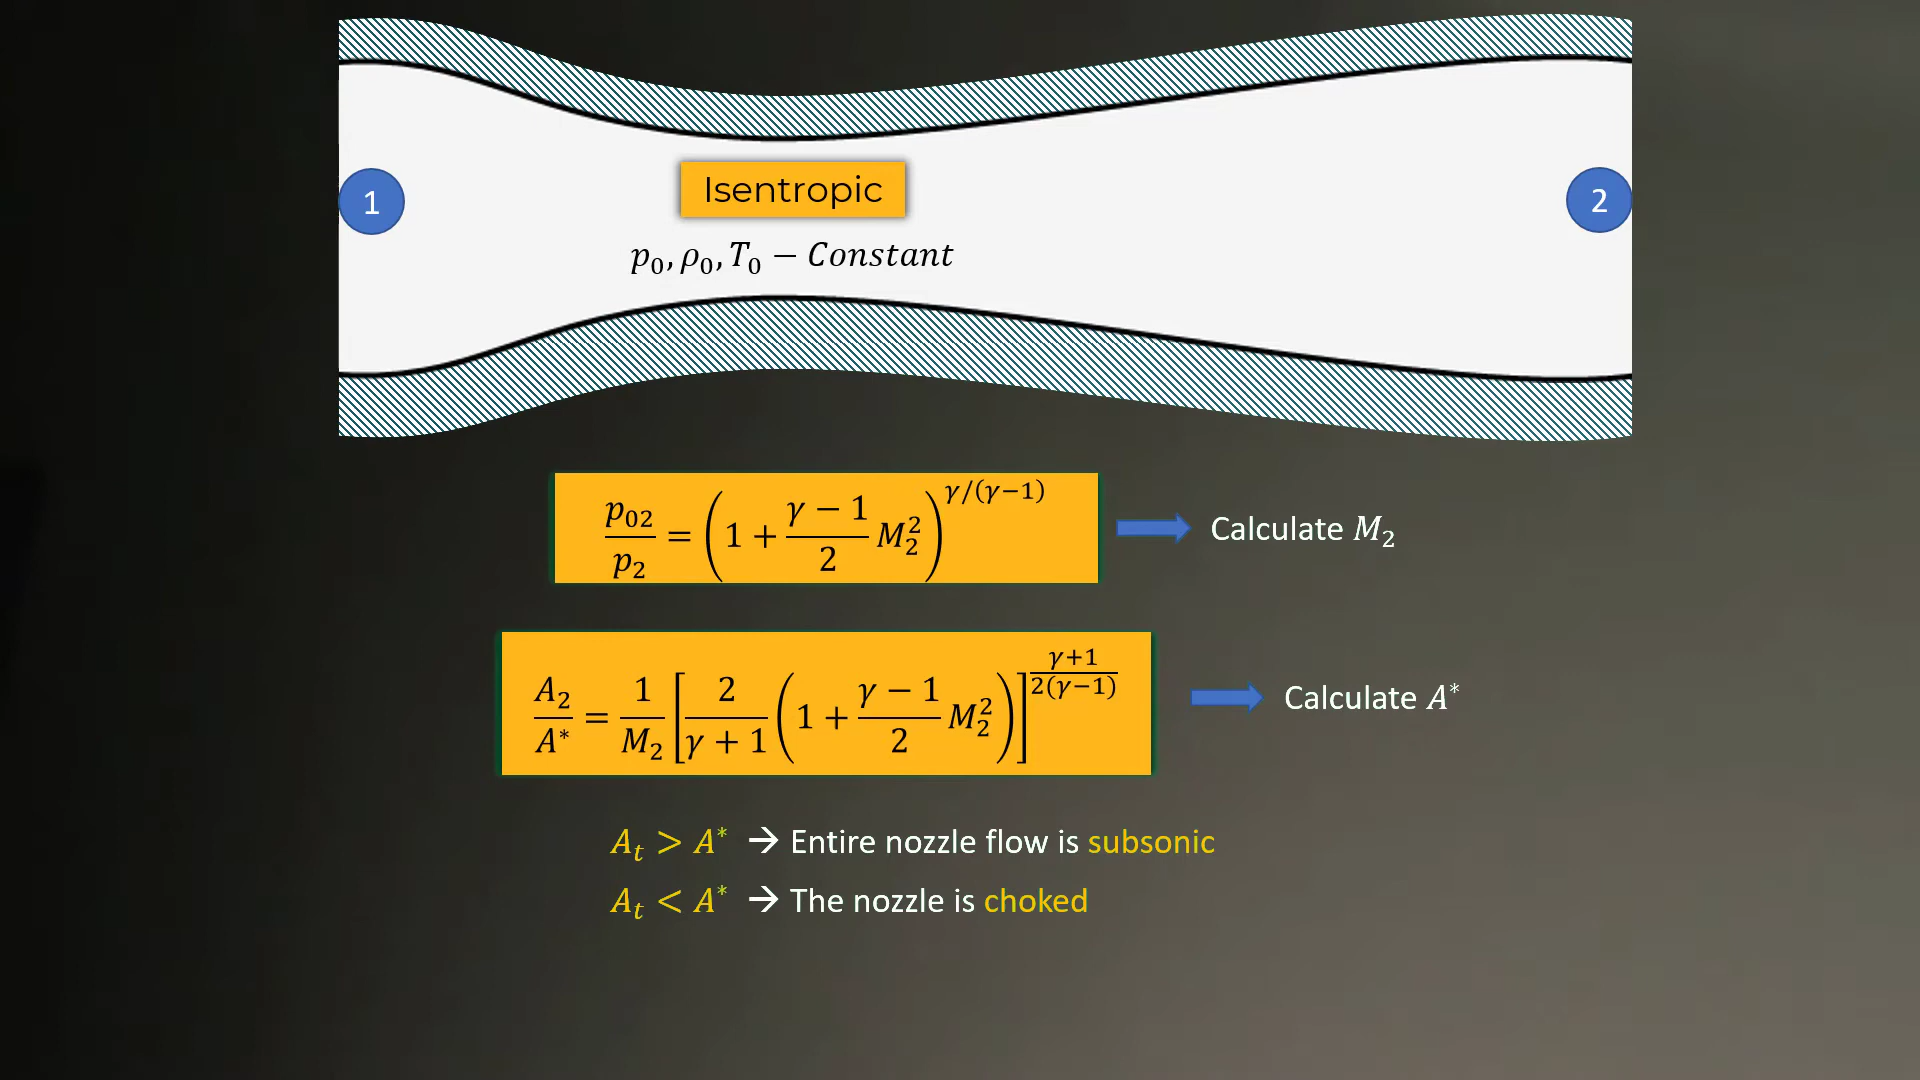 Isentropic
1
2
p₀, ρ₀, T₀ − Constant
p₀₂/p₂ = (1 + (γ − 1)/2 M₂²)^(γ/(γ−1))
Calculate M₂
A₂/A* = 1/M₂ [2/(γ + 1) (1 + (γ − 1)/2 M₂²)]^((γ+1)/(2(γ−1)))
Calculate A*
Aₜ > A* → Entire nozzle flow is subsonic
Aₜ < A* → The nozzle is choked